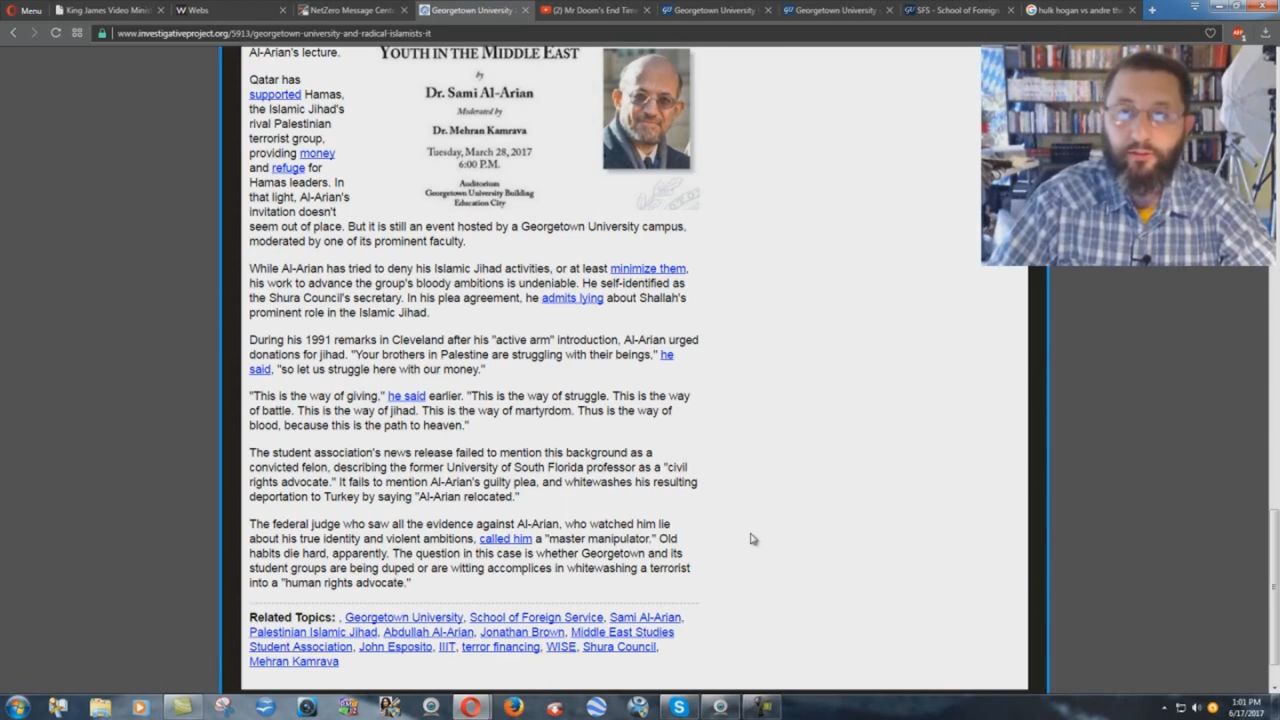 Menu
King James Video Minist
Webs
NetZero Message Cent
Georgetown University
(2) Mr Doom's End Time
Georgetown University
Georgetown University
SFS - School of Foreign
hulk hogan vs andre th
www.investigativeproject.org/5913/georgetown-university-and-radical-islamists-it
Al-Arian's lecture.
Qatar has
supported Hamas,
the Islamic Jihad's
rival Palestinian
terrorist group,
providing money
and refuge for
Hamas leaders. In
that light, Al-Arian's
invitation doesn't
YOUTH IN THE MIDDLE EAST
by
Dr. Sami Al-Arian
Moderated by
Dr. Mehran Kamrava
Tuesday, March 28, 2017
6:00 P.M.
Auditorium
Georgetown University Building
Education City
seem out of place. But it is still an event hosted by a Georgetown University campus,
moderated by one of its prominent faculty.
While Al-Arian has tried to deny his Islamic Jihad activities, or at least minimize them,
his work to advance the group's bloody ambitions is undeniable. He self-identified as
the Shura Council's secretary. In his plea agreement, he admits lying about Shallah's
prominent role in the Islamic Jihad.
During his 1991 remarks in Cleveland after his "active arm" introduction, Al-Arian urged
donations for jihad. "Your brothers in Palestine are struggling with their beings," he
said, "so let us struggle here with our money."
"This is the way of giving," he said earlier. "This is the way of struggle. This is the way
of battle. This is the way of jihad. This is the way of martyrdom. Thus is the way of
blood, because this is the path to heaven."
The student association's news release failed to mention this background as a
convicted felon, describing the former University of South Florida professor as a "civil
rights advocate." It fails to mention Al-Arian's guilty plea, and whitewashes his resulting
deportation to Turkey by saying "Al-Arian relocated."
The federal judge who saw all the evidence against Al-Arian, who watched him lie
about his true identity and violent ambitions, called him a "master manipulator." Old
habits die hard, apparently. The question in this case is whether Georgetown and its
student groups are being duped or are witting accomplices in whitewashing a terrorist
into a "human rights advocate."
Related Topics: , Georgetown University, School of Foreign Service, Sami Al-Arian,
Palestinian Islamic Jihad, Abdullah Al-Arian, Jonathan Brown, Middle East Studies
Student Association, John Esposito, IIIT, terror financing, WISE, Shura Council,
Mehran Kamrava
1:01 PM
6/17/2017